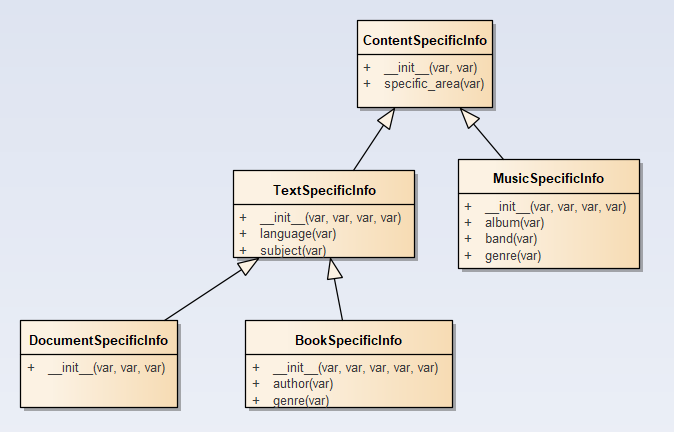 ContentSpecificInfo
+ __init__(var, var)
+ specific_area(var)
TextSpecificInfo
+ __init__(var, var, var, var)
+ language(var)
+ subject(var)
MusicSpecificInfo
+ __init__(var, var, var, var)
+ album(var)
+ band(var)
+ genre(var)
DocumentSpecificInfo
+ __init__(var, var, var)
BookSpecificInfo
+ __init__(var, var, var, var, var)
+ author(var)
+ genre(var)